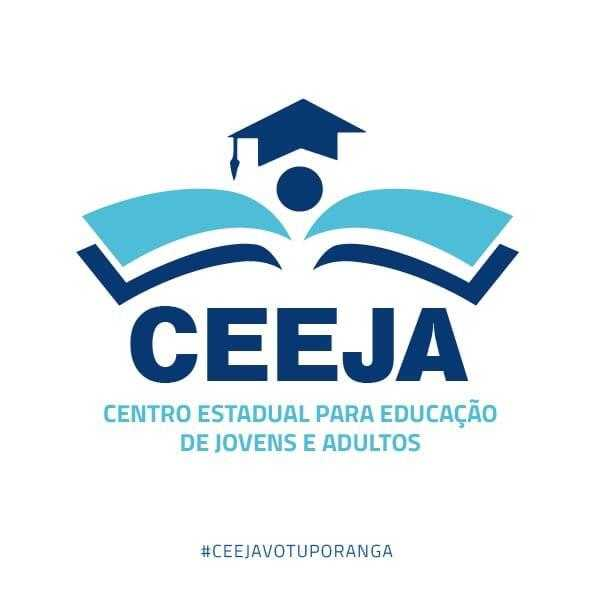 CEEJA
CENTRO ESTADUAL PARA EDUCAÇÃO
DE JOVENS E ADULTOS
#CEEJAVOTUPORANGA